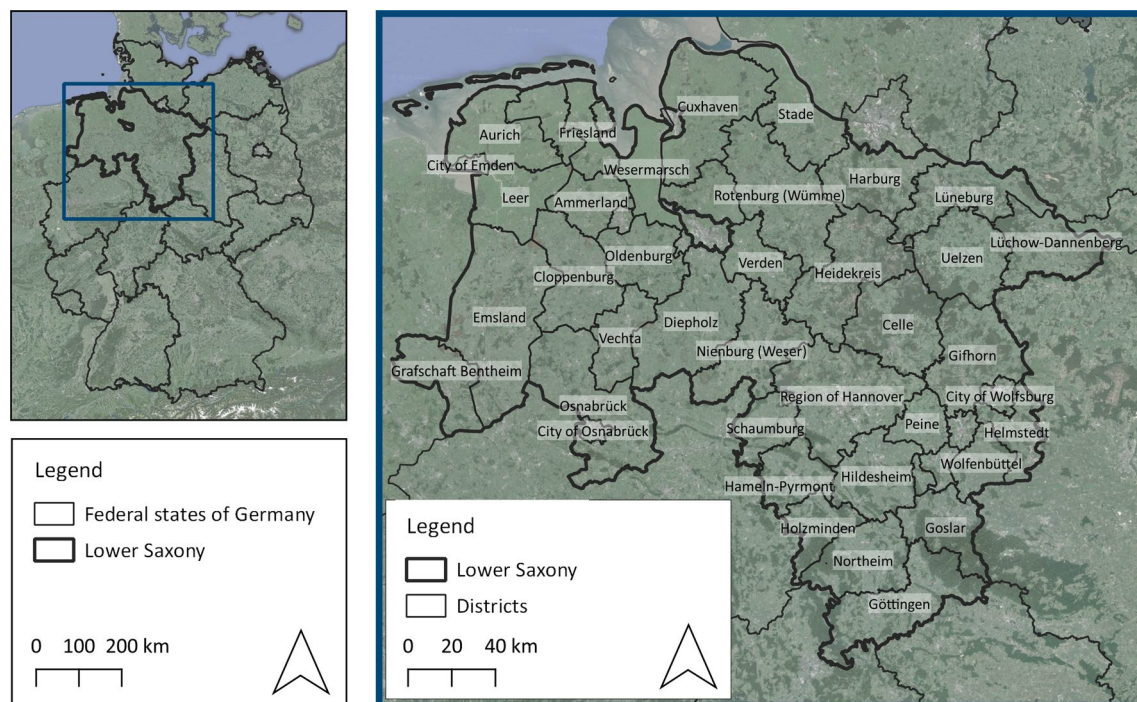 Legend
Federal states of Germany
Lower Saxony
0 100 200 km
Cuxhaven
Stade
Aurich
Friesland
City of Emden
Wesermarsch
Harburg
Leer
Ammerland
Rotenburg (Wümme)
Lüneburg
Lüchow-Dannenberg
Oldenburg
Verden
Uelzen
Cloppenburg
Heidekreis
Emsland
Diepholz
Celle
Vechta
Nienburg (Weser)
Gifhorn
Grafschaft Bentheim
Region of Hannover
City of Wolfsburg
Osnabrück
Schaumburg
Peine
City of Osnabrück
Helmstedt
Wolfenbüttel
Hameln-Pyrmont
Hildesheim
Holzminden
Goslar
Northeim
Göttingen
Legend
Lower Saxony
Districts
0 20 40 km